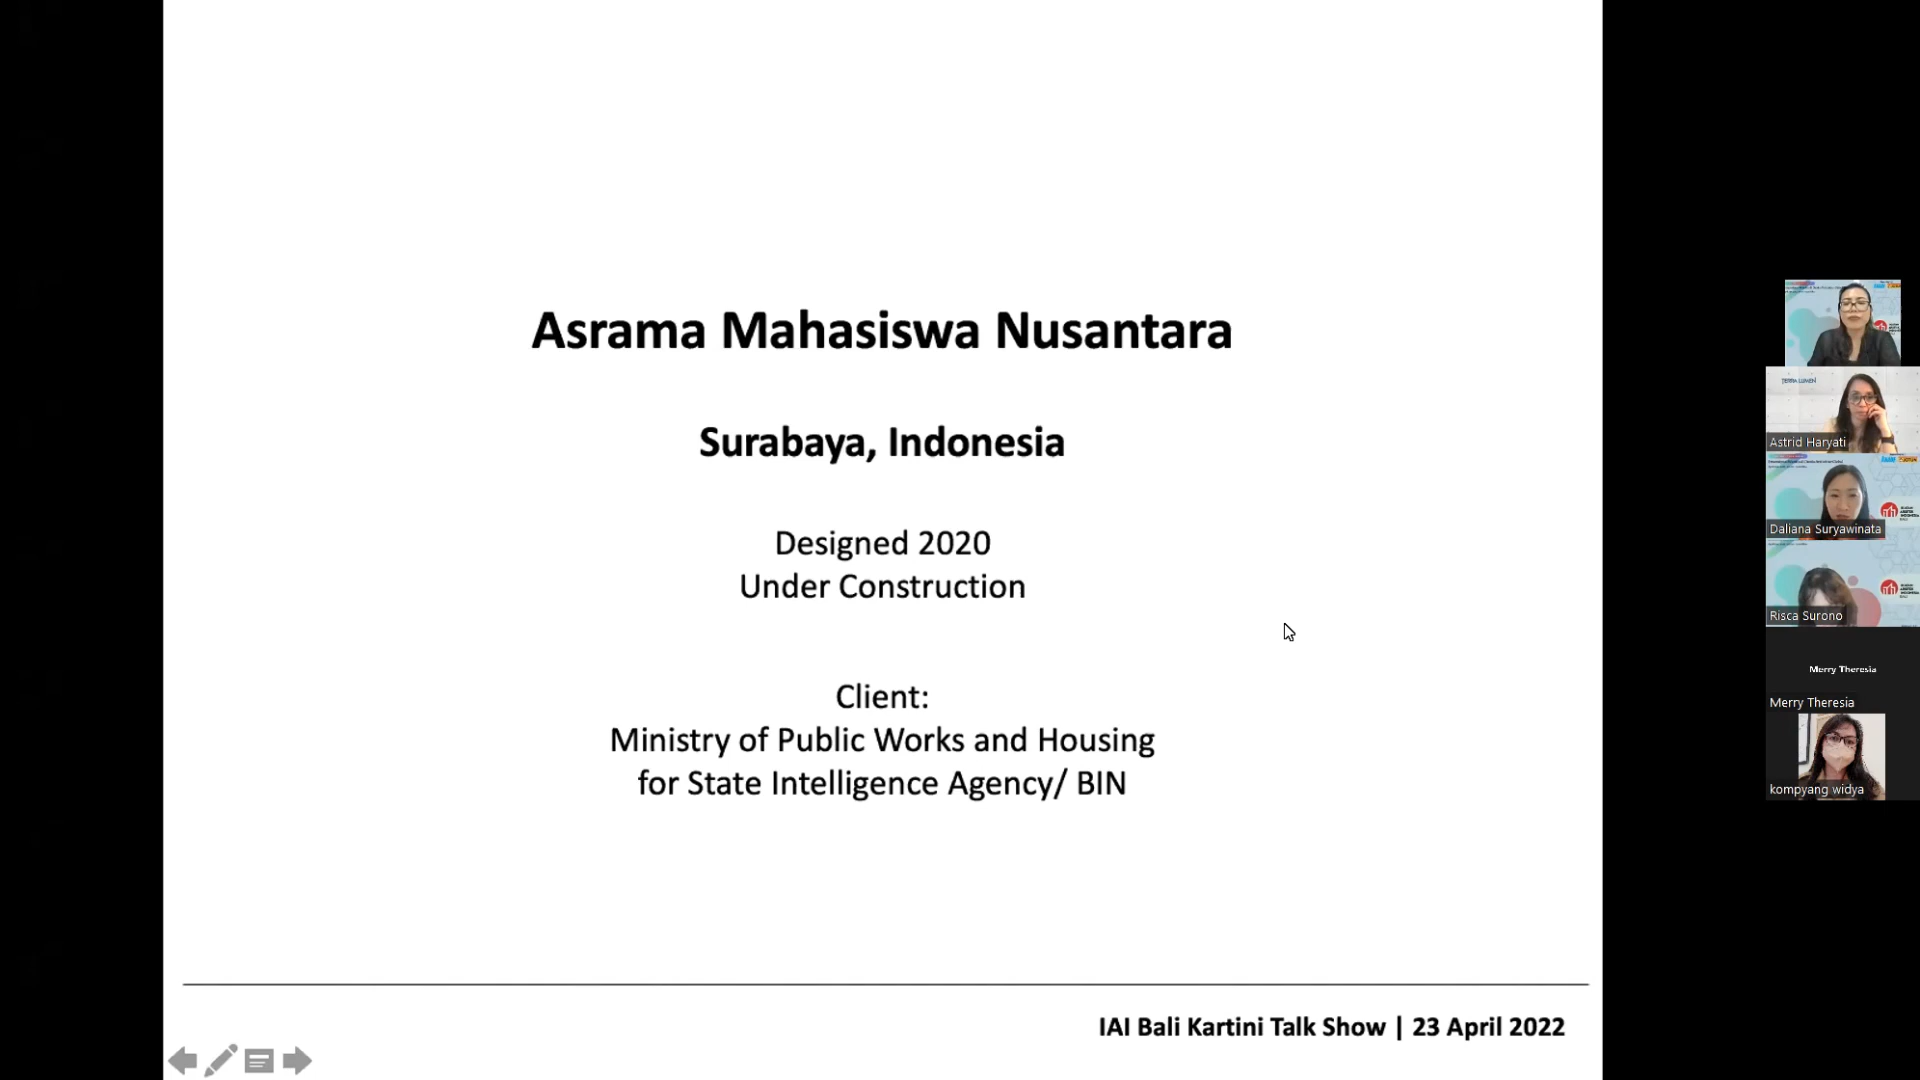 Asrama Mahasiswa Nusantara
Surabaya, Indonesia
Designed 2020
Under Construction
Client:
Ministry of Public Works and Housing
for State Intelligence Agency/ BIN
IAI Bali Kartini Talk Show | 23 April 2022
TERRA LUMEN
Astrid Haryati
Daliana Suryawinata
Risca Surono
Merry Theresia
Merry Theresia
kompyang widya